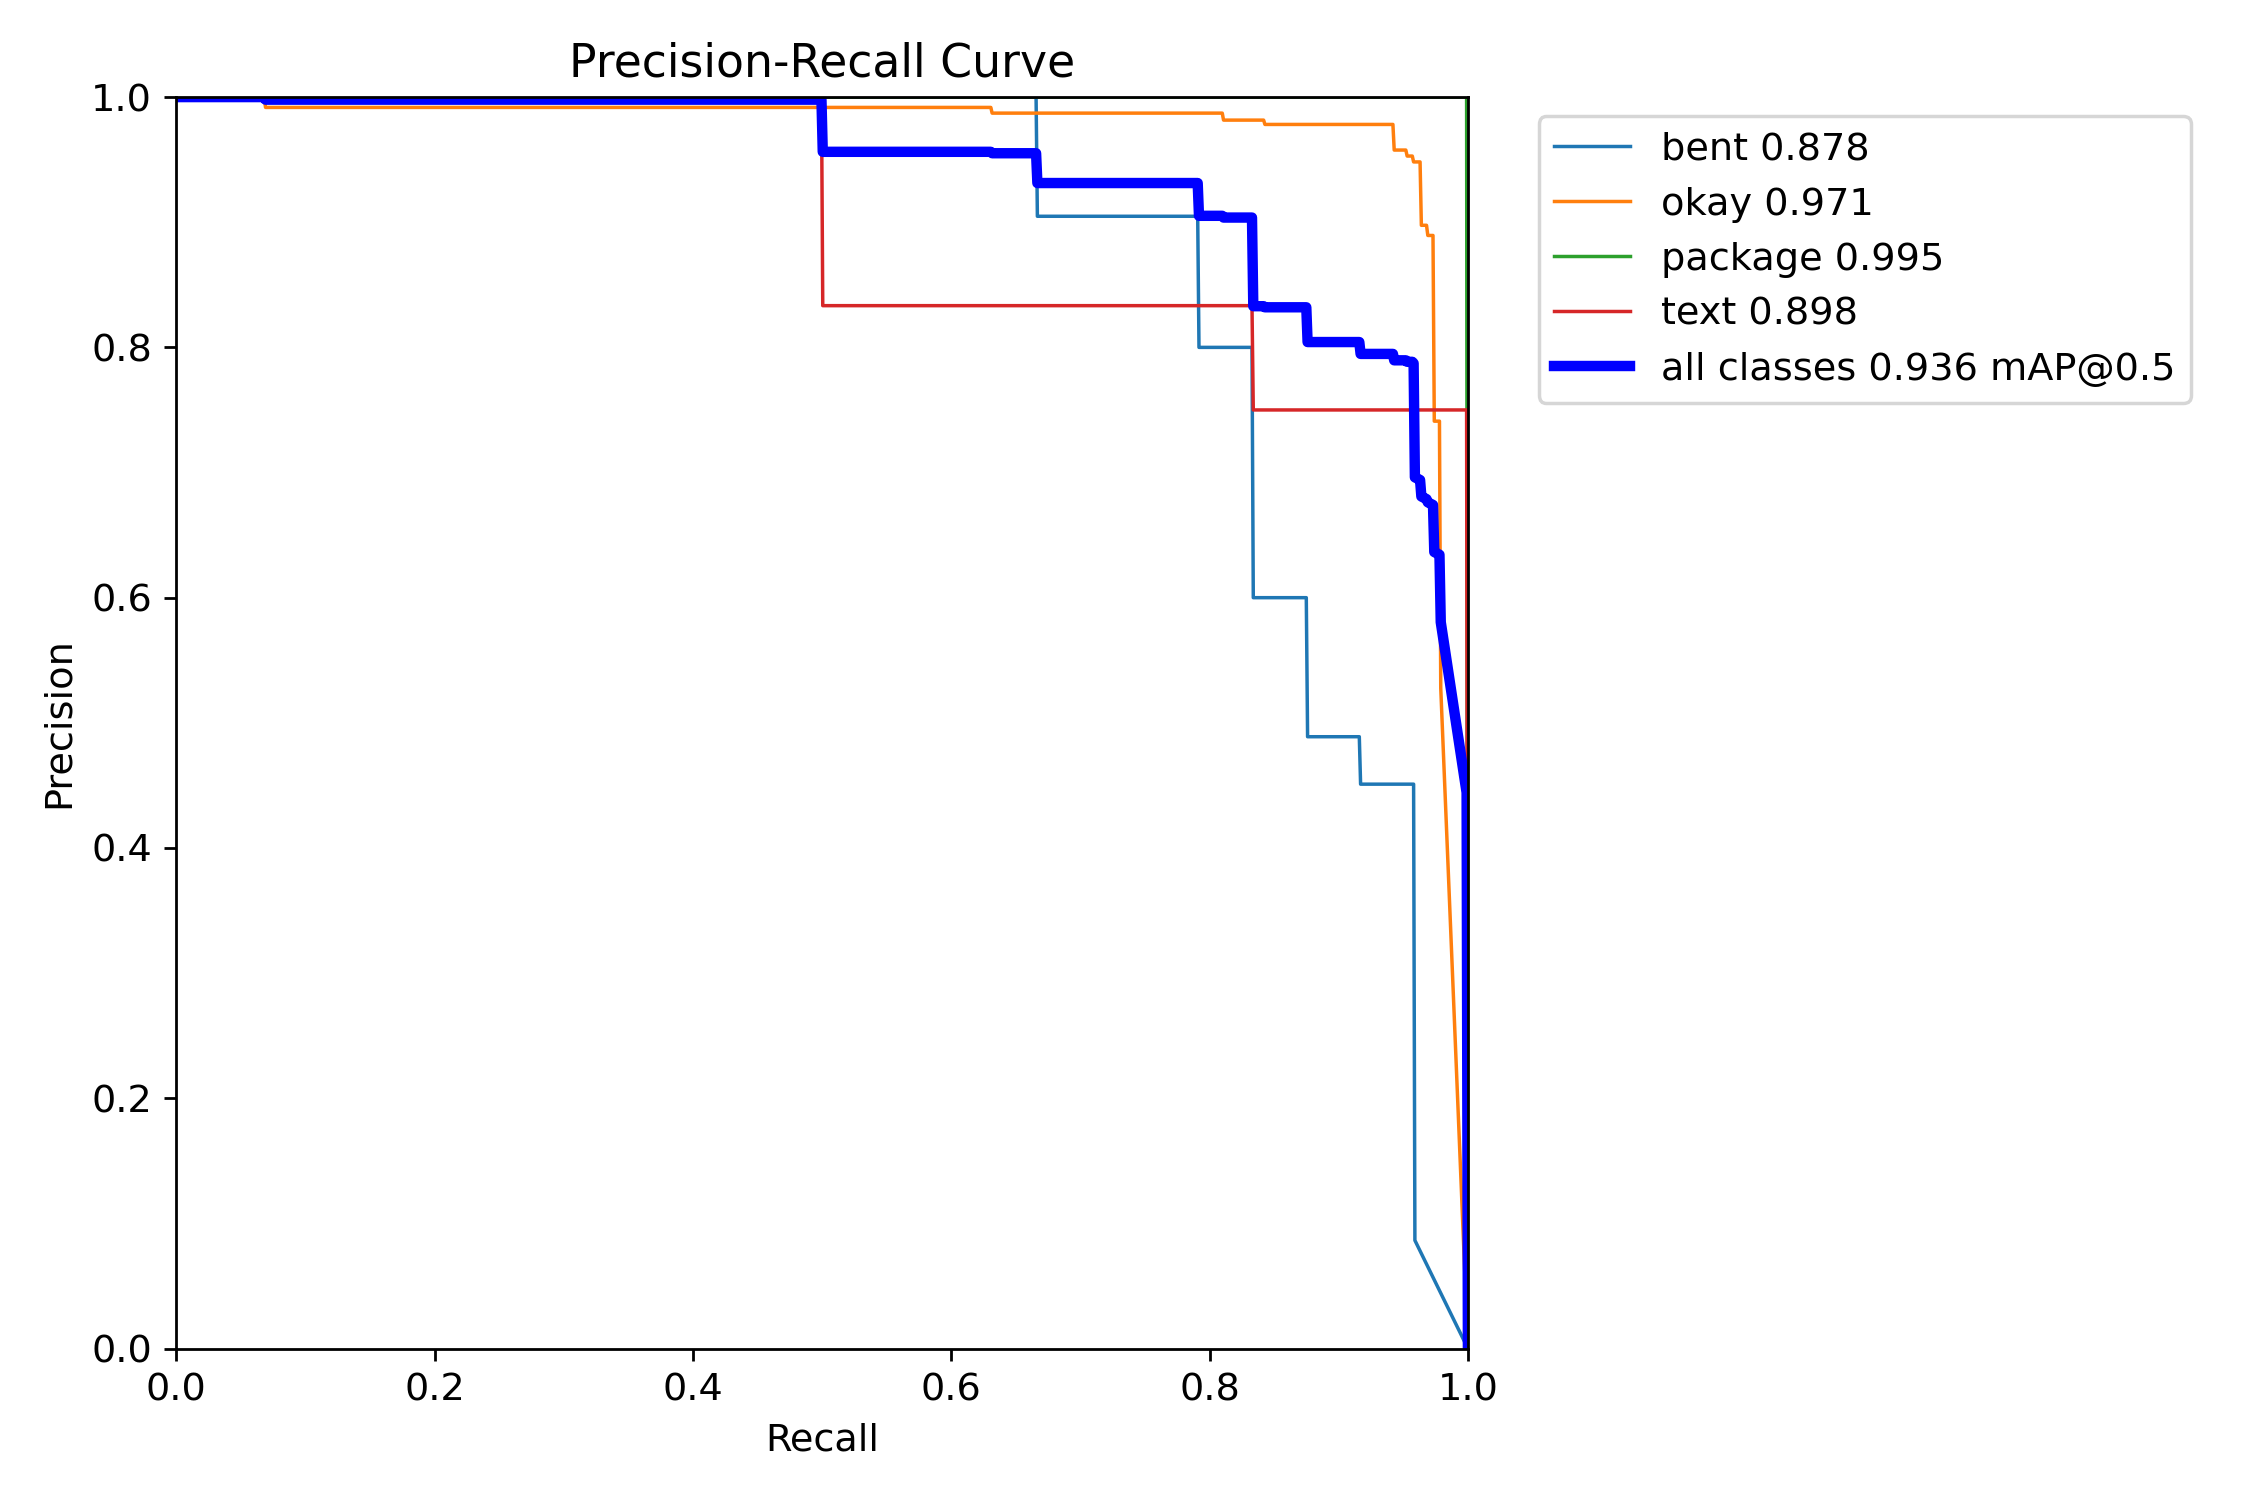 Precision-Recall Curve
1.0
0.8
0.6
0.4
0.2
0.0
Precision
0.0 0.2 0.4 0.6 0.8 1.0
Recall
bent 0.878
okay 0.971
package 0.995
text 0.898
all classes 0.936 mAP@0.5